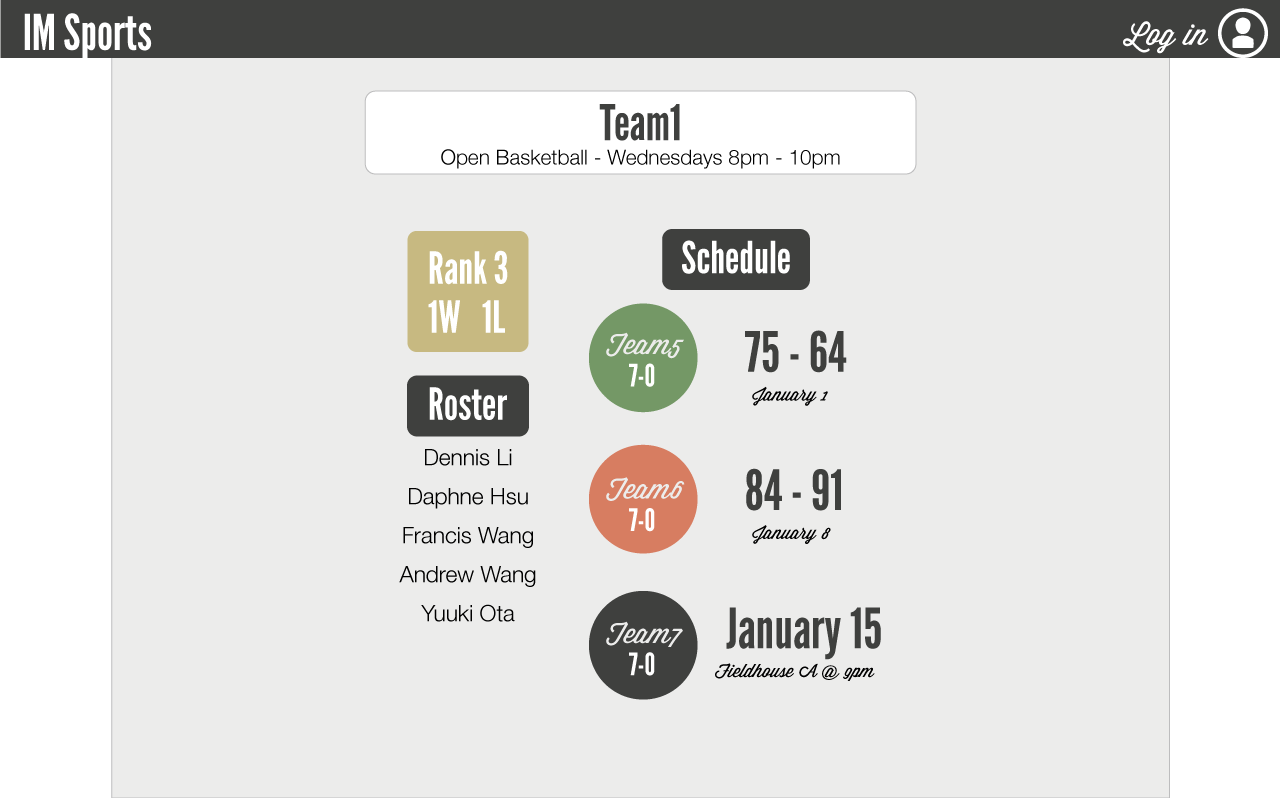 IM Sports
Log in
Team1
Open Basketball - Wednesdays 8pm - 10pm
Rank 3
1W 1L
Roster
Dennis Li
Daphne Hsu
Francis Wang
Andrew Wang
Yuuki Ota
Schedule
Team5
7-0
75 - 64
January 1
Team6
7-0
84 - 91
January 8
Team7
7-0
January 15
Fieldhouse A @ 9pm